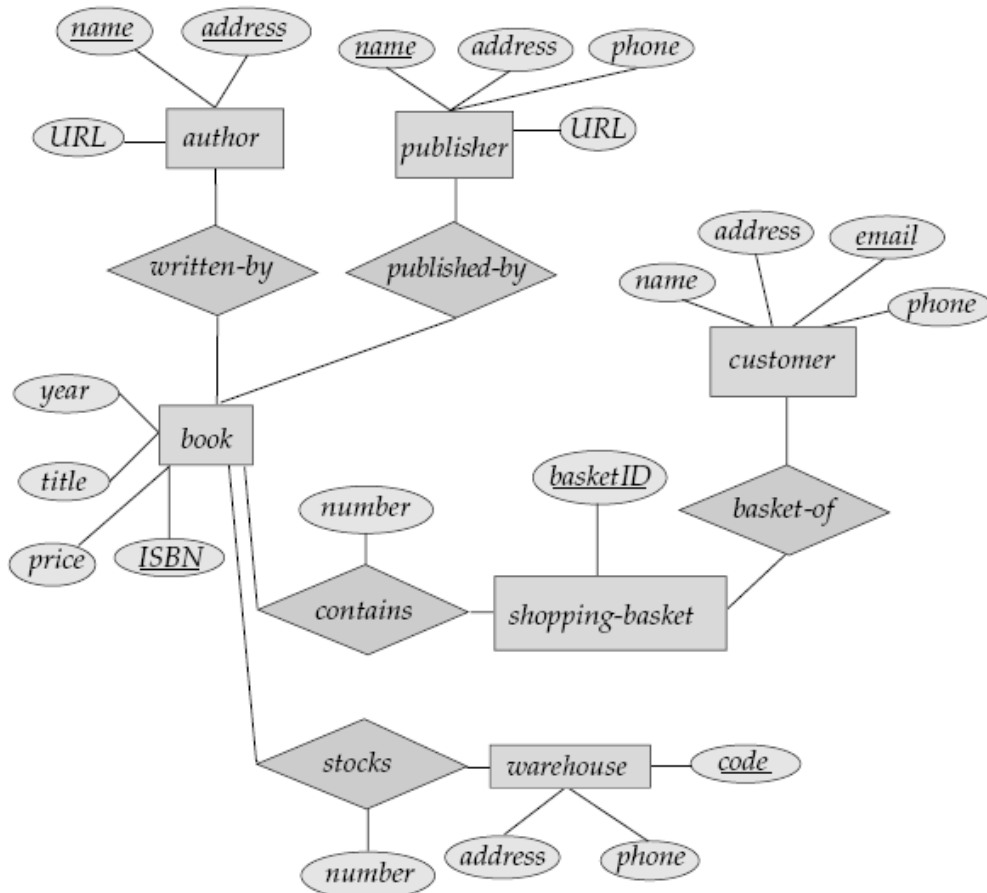 name
address
name
address
phone
URL
author
publisher
URL
written-by
published-by
address
email
name
phone
customer
year
book
title
price
ISBN
number
basketID
basket-of
contains
shopping-basket
stocks
warehouse
code
number
address
phone